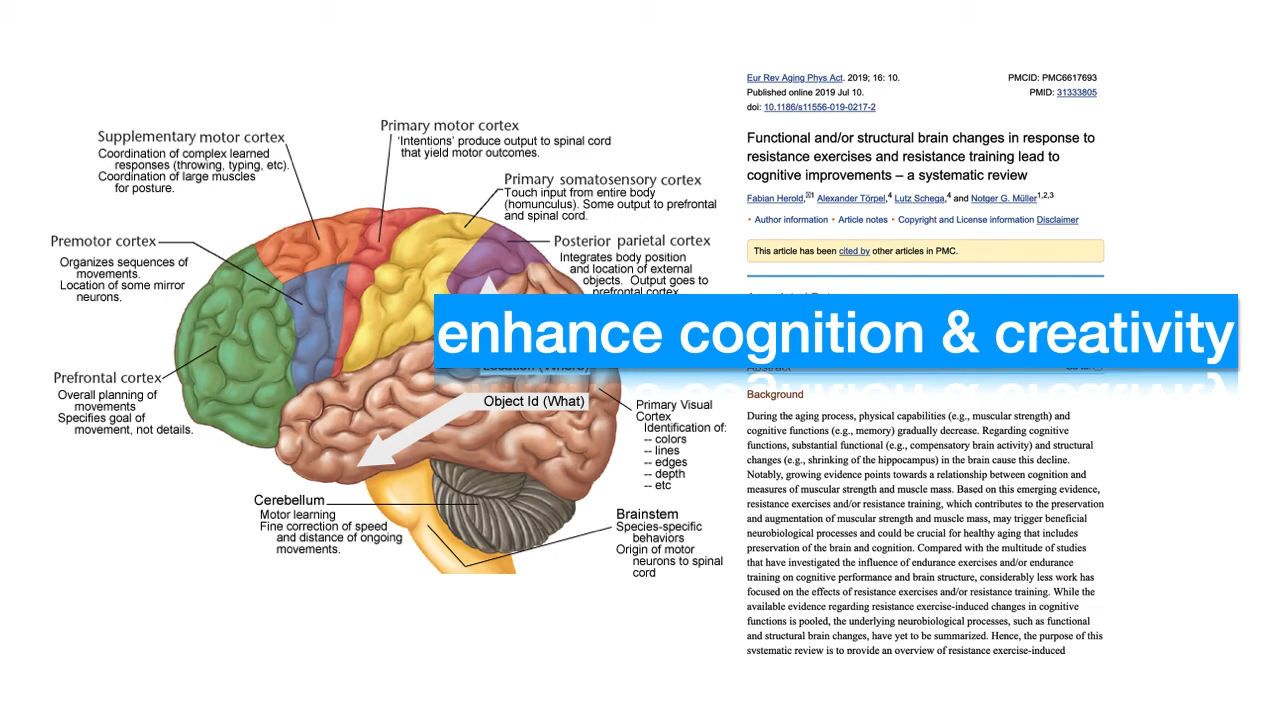 Supplementary motor cortex
Coordination of complex learned
responses (throwing, typing, etc).
Coordination of large muscles
for posture.
Primary motor cortex
‘Intentions’ produce output to spinal cord
that yield motor outcomes.
Primary somatosensory cortex
Touch input from entire body
(homunculus). Some output to prefrontal
and spinal cord.
Premotor cortex
Organizes sequences of
movements.
Location of some mirror
neurons.
Posterior parietal cortex
Integrates body position
and location of external
objects. Output goes to
prefrontal cortex
Prefrontal cortex
Overall planning of
movements
Specifies goal of
movement, not details.
Location (Where)
Object Id (What)
Primary Visual
Cortex
Identification of:
-- colors
-- lines
-- edges
-- depth
-- etc
Cerebellum
Motor learning
Fine correction of speed
and distance of ongoing
movements.
Brainstem
Species-specific
behaviors
Origin of motor
neurons to spinal
cord
enhance cognition & creativity
Eur Rev Aging Phys Act. 2019; 16: 10.
PMCID: PMC6617693
Published online 2019 Jul 10.
PMID: 31333805
doi: 10.1186/s11556-019-0217-2
Functional and/or structural brain changes in response to
resistance exercises and resistance training lead to
cognitive improvements – a systematic review
Fabian Herold,✉1 Alexander Törpel,4 Lutz Schega,4 and Notger G. Müller1,2,3
• Author information • Article notes • Copyright and License information Disclaimer
This article has been cited by other articles in PMC.
Abstract
Background
During the aging process, physical capabilities (e.g., muscular strength) and
cognitive functions (e.g., memory) gradually decrease. Regarding cognitive
functions, substantial functional (e.g., compensatory brain activity) and structural
changes (e.g., shrinking of the hippocampus) in the brain cause this decline.
Notably, growing evidence points towards a relationship between cognition and
measures of muscular strength and muscle mass. Based on this emerging evidence,
resistance exercises and/or resistance training, which contributes to the preservation
and augmentation of muscular strength and muscle mass, may trigger beneficial
neurobiological processes and could be crucial for healthy aging that includes
preservation of the brain and cognition. Compared with the multitude of studies
that have investigated the influence of endurance exercises and/or endurance
training on cognitive performance and brain structure, considerably less work has
focused on the effects of resistance exercises and/or resistance training. While the
available evidence regarding resistance exercise-induced changes in cognitive
functions is pooled, the underlying neurobiological processes, such as functional
and structural brain changes, have yet to be summarized. Hence, the purpose of this
systematic review is to provide an overview of resistance exercise-induced